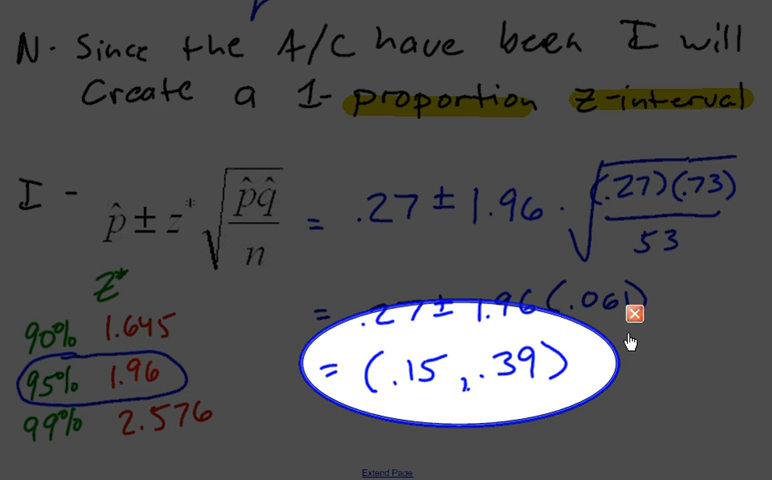 N. Since the A/C have been I will
Create a 1- proportion z-interval
I - p̂ ± z* √(p̂q̂/n) = .27 ± 1.96 · √((.27)(.73)/53)
= .27 ± 1.96 (.061)
= (.15, .39)
z*
90% 1.645
95% 1.96
99% 2.576
Extend Page